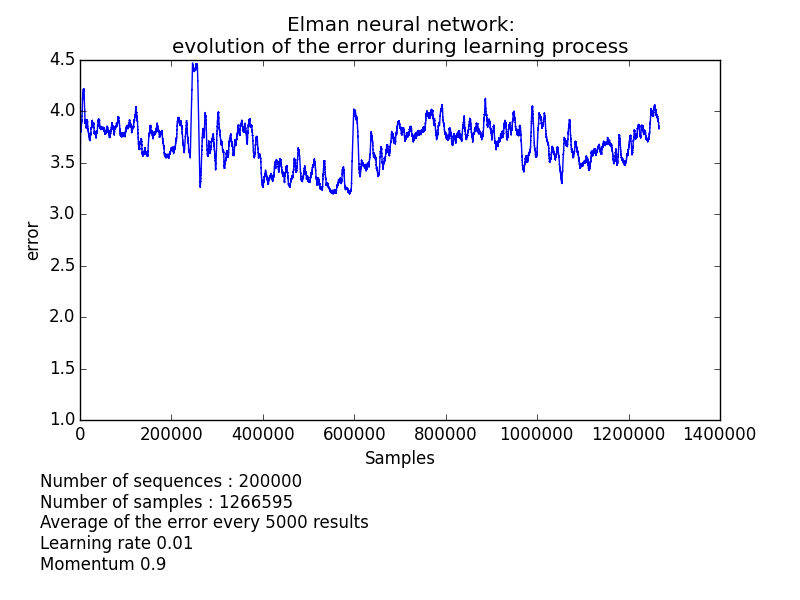 Elman neural network:
evolution of the error during learning process
4.5
4.0
3.5
3.0
2.5
2.0
1.5
1.0
error
0 200000 400000 600000 800000 1000000 1200000 1400000
Samples
Number of sequences : 200000
Number of samples : 1266595
Average of the error every 5000 results
Learning rate 0.01
Momentum 0.9